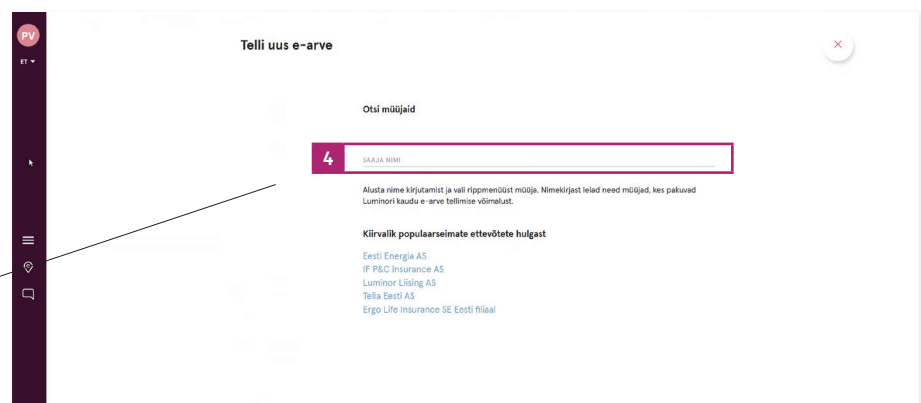 PV
ET
Telli uus e-arve
Otsi müüjaid
4
SAAJA NIMI
Alusta nime kirjutamist ja vali rippmenüüst müüja. Nimekirjast leiad need müüjad, kes pakuvad
Luminori kaudu e-arve tellimise võimalust.
Kiirvalik populaarseimate ettevõtete hulgast
Eesti Energia AS
IF P&C Insurance AS
Luminor Liising AS
Telia Eesti AS
Ergo Life Insurance SE Eesti filiaal